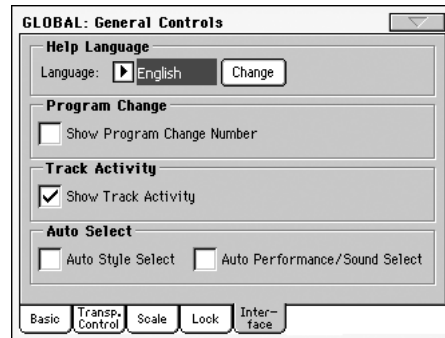 GLOBAL: General Controls
Help Language
Language: English Change
Program Change
Show Program Change Number
Track Activity
Show Track Activity
Auto Select
Auto Style Select Auto Performance/Sound Select
Basic Transp. Control Scale Lock Inter-face